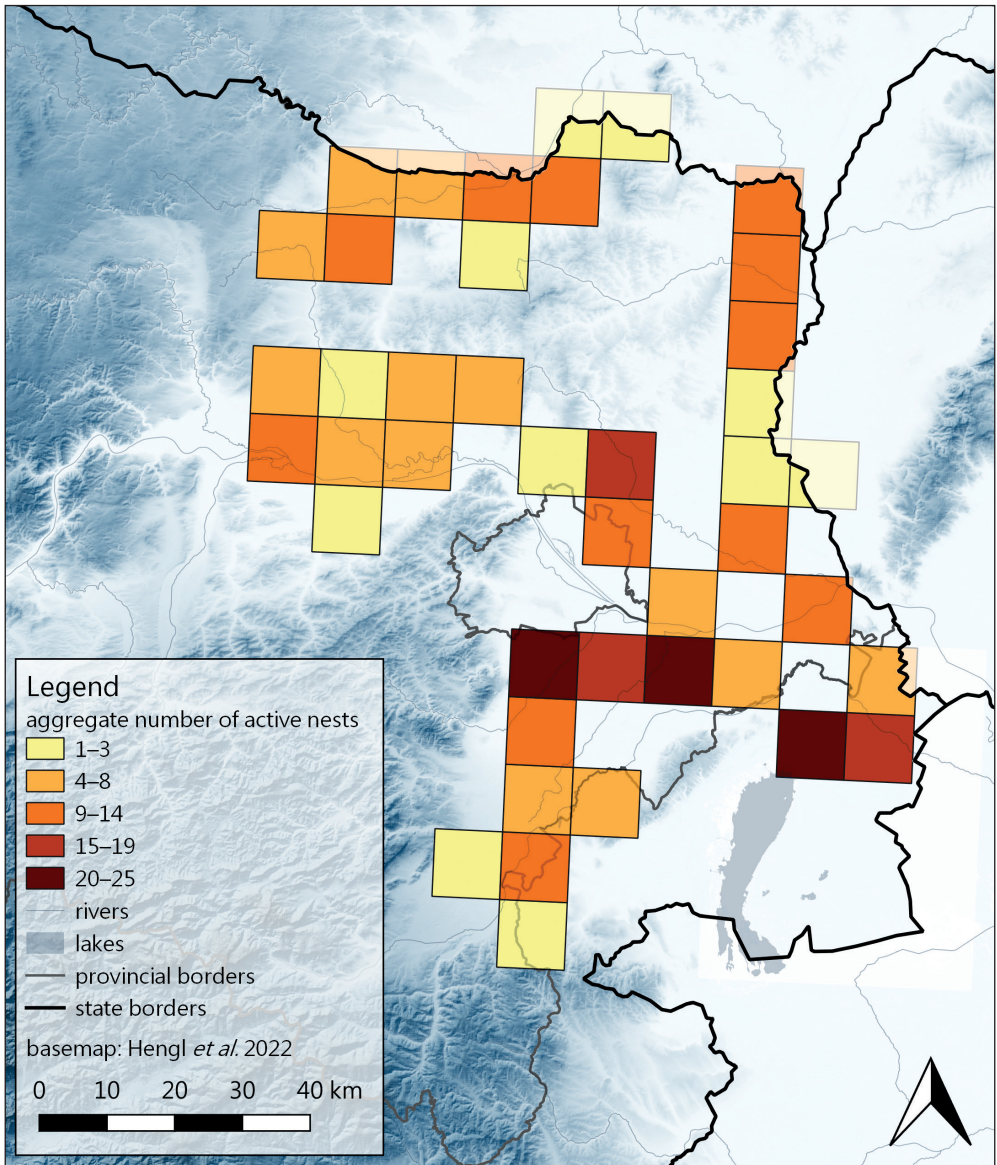 Legend
aggregate number of active nests
1–3
4–8
9–14
15–19
20–25
rivers
lakes
provincial borders
state borders
basemap: Hengl et al. 2022
0 10 20 30 40 km